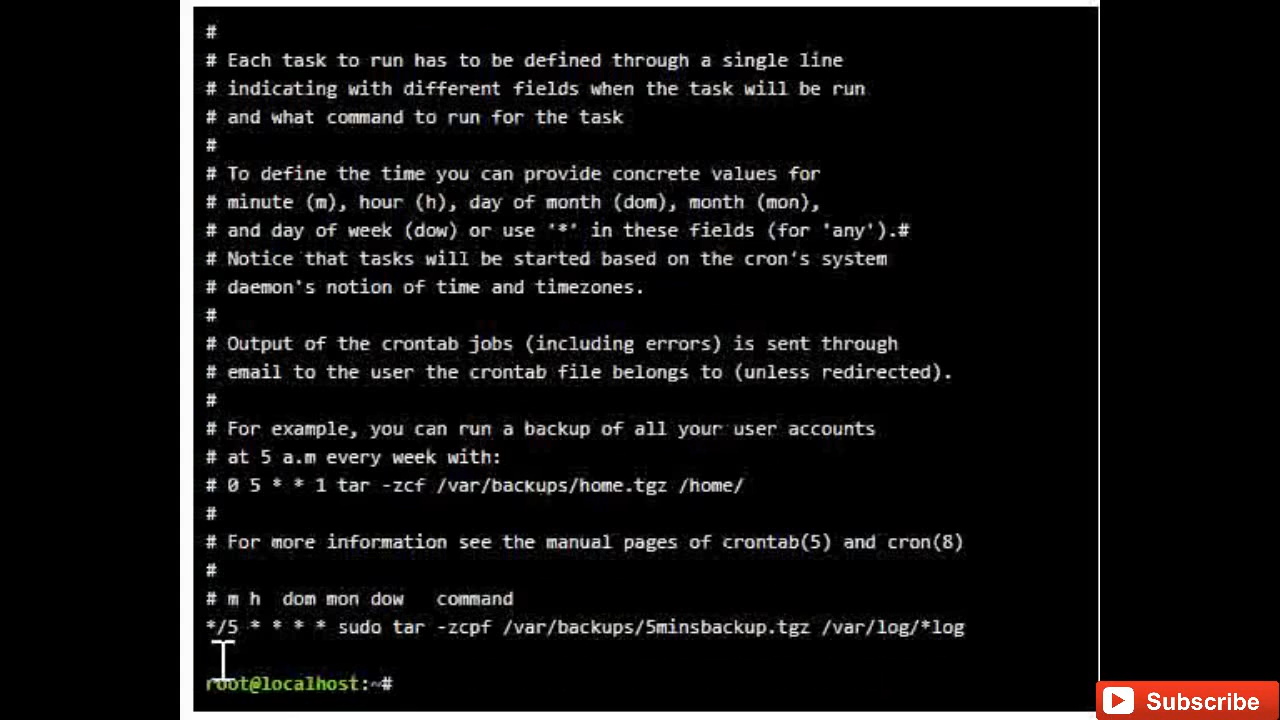 #
# Each task to run has to be defined through a single line
# indicating with different fields when the task will be run
# and what command to run for the task
#
# To define the time you can provide concrete values for
# minute (m), hour (h), day of month (dom), month (mon),
# and day of week (dow) or use '*' in these fields (for 'any').#
# Notice that tasks will be started based on the cron's system
# daemon's notion of time and timezones.
#
# Output of the crontab jobs (including errors) is sent through
# email to the user the crontab file belongs to (unless redirected).
#
# For example, you can run a backup of all your user accounts
# at 5 a.m every week with:
# 0 5 * * 1 tar -zcf /var/backups/home.tgz /home/
#
# For more information see the manual pages of crontab(5) and cron(8)
#
# m h  dom mon dow   command
*/5 * * * * sudo tar -zcpf /var/backups/5minsbackup.tgz /var/log/*log
root@localhost:~#
Subscribe